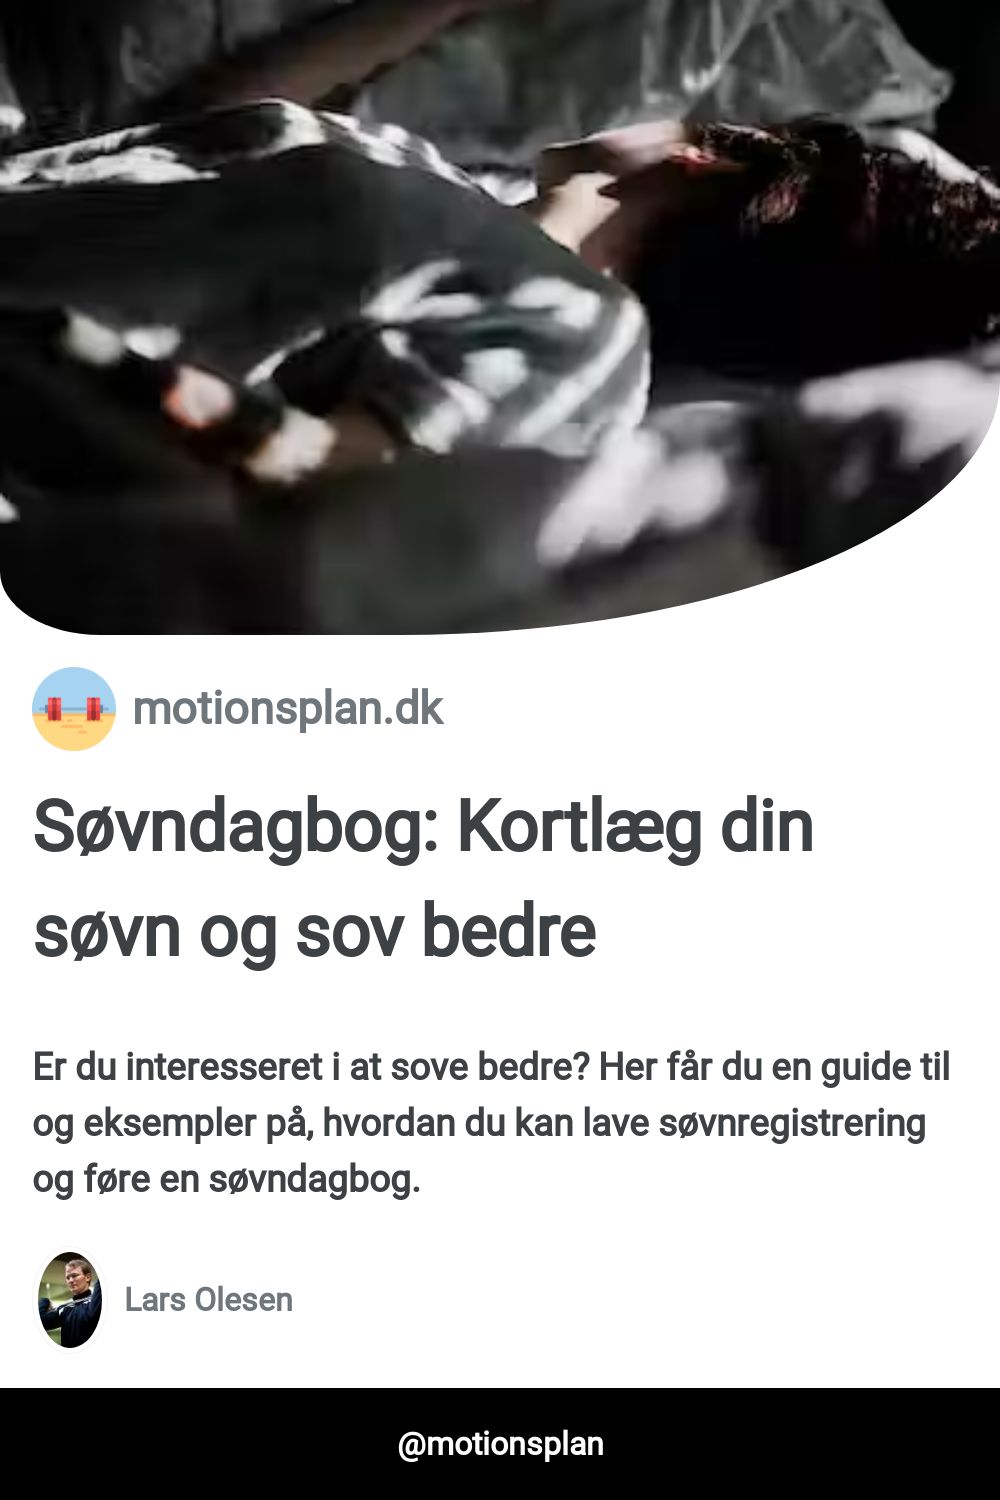 motionsplan.dk
Søvndagbog: Kortlæg din
søvn og sov bedre
Er du interesseret i at sove bedre? Her får du en guide til
og eksempler på, hvordan du kan lave søvnregistrering
og føre en søvndagbog.
Lars Olesen
@motionsplan